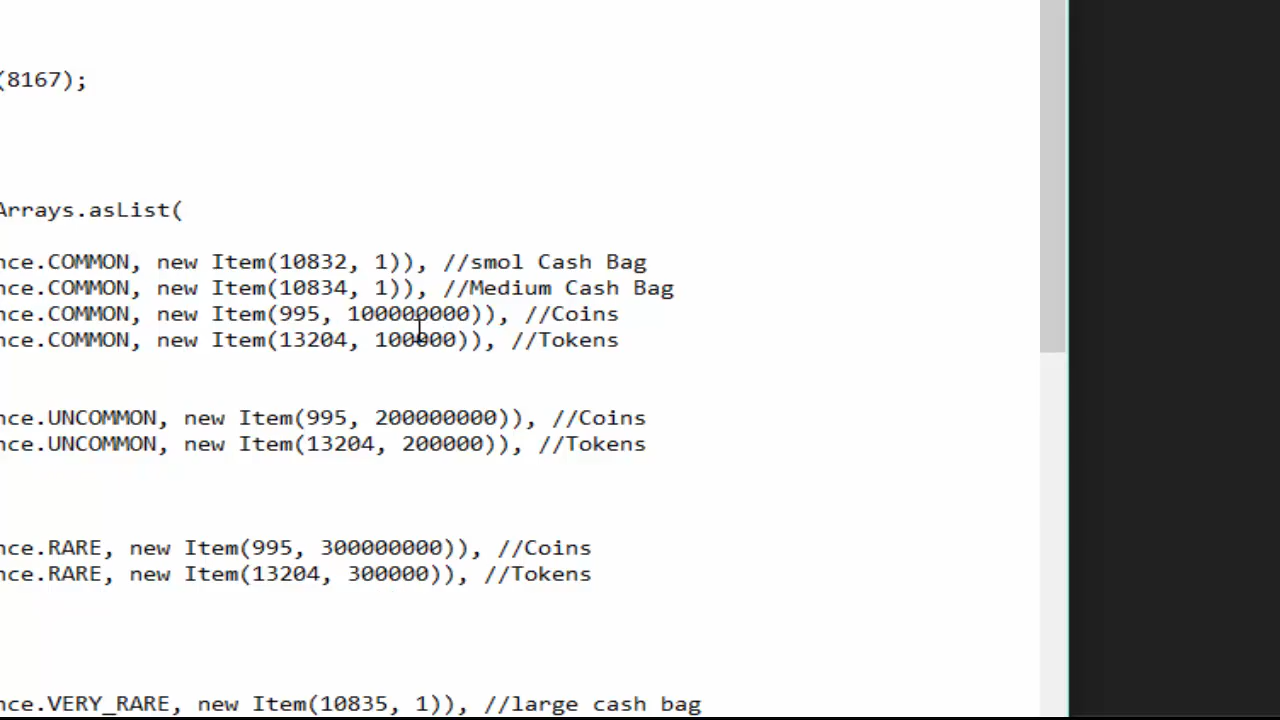 (8167);
Arrays.asList(
nce.COMMON, new Item(10832, 1)), //smol Cash Bag
nce.COMMON, new Item(10834, 1)), //Medium Cash Bag
nce.COMMON, new Item(995, 100000000)), //Coins
nce.COMMON, new Item(13204, 100000)), //Tokens
nce.UNCOMMON, new Item(995, 200000000)), //Coins
nce.UNCOMMON, new Item(13204, 200000)), //Tokens
nce.RARE, new Item(995, 300000000)), //Coins
nce.RARE, new Item(13204, 300000)), //Tokens
nce.VERY_RARE, new Item(10835, 1)), //large cash bag